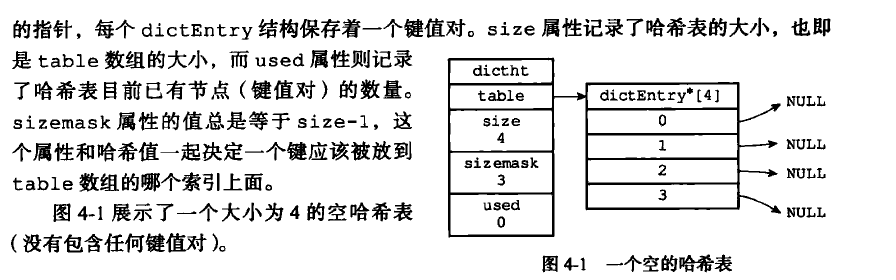 的指针，每个 dictEntry 结构保存着一个键值对。size 属性记录了哈希表的大小，也即
是 table 数组的大小，而 used 属性则记录
了哈希表目前已有节点（键值对）的数量。
sizemask 属性的值总是等于 size-1，这
个属性和哈希值一起决定一个键应该被放到
table 数组的哪个索引上面。
图 4-1 展示了一个大小为 4 的空哈希表
（没有包含任何键值对）。
dictht
table
size
4
sizemask
3
used
0
dictEntry*[4]
0
1
2
3
NULL
NULL
NULL
NULL
图 4-1 一个空的哈希表